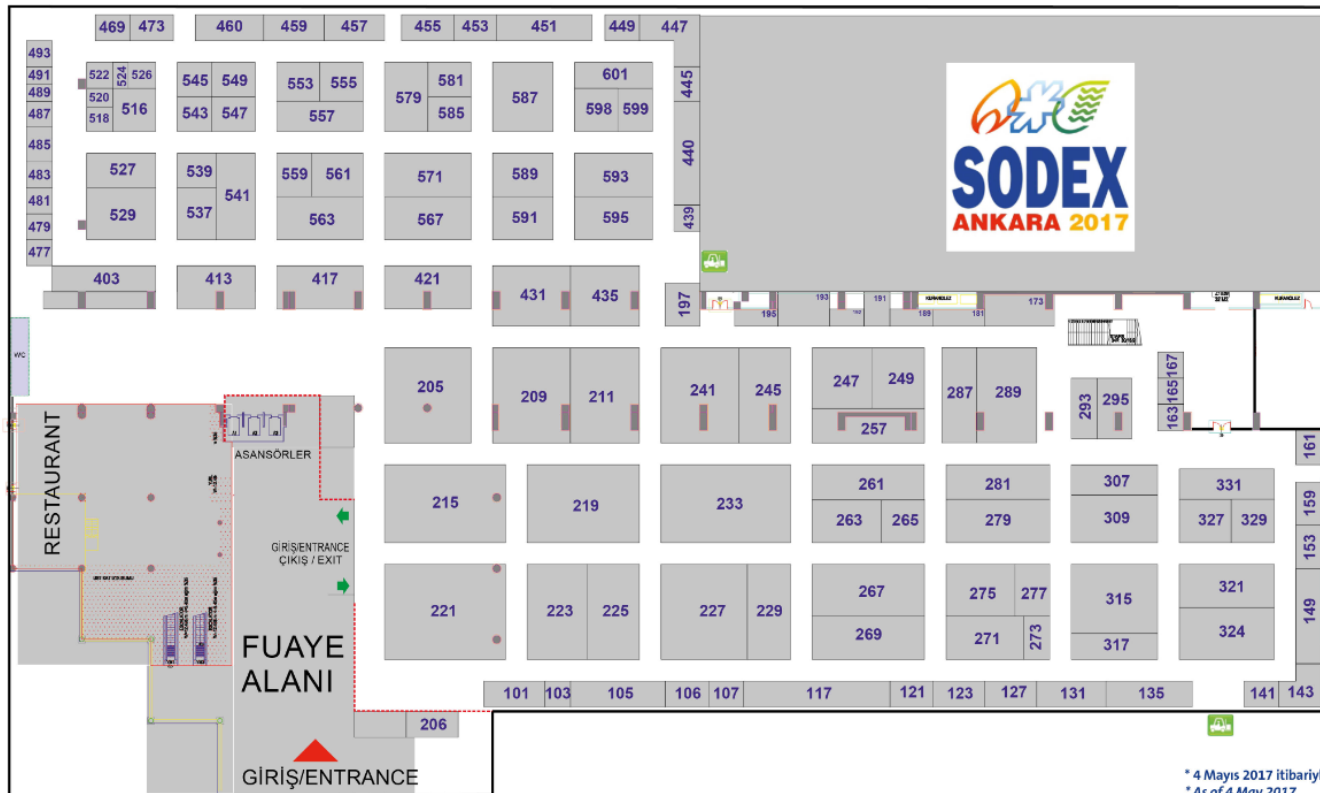 469 473 460 459 457 455 453 451 449 447
493
491 522 524 526 545 549 553 555 579 581 587 601 445
489 520 516
487 518 543 547 557 585 598 599
485 440
483 527 539 541 559 561 571 589 593
481
479 529 537 563 567 591 595 439
477
SODEX
ANKARA 2017
403 413 417 421 431 435 197
195 193 191 189 181 173
KURANGLEZ KURANGLEZ
WC
205 209 211 241 245 247 249 287 289 293 295 167
165
163
257
RESTAURANT
ASANSÖRLER
161
215 219 233 261 281 307 331 159
263 265 279 309 327 329
153
GİRİŞ/ENTRANCE
ÇIKIŞ / EXIT
221 223 225 227 229 267 275 277 315 321 149
269 271 273 317 324
FUAYE
ALANI
101 103 105 106 107 117 121 123 127 131 135 141 143
206
GİRİŞ/ENTRANCE
* 4 Mayıs 2017 itibariyl
* As of 4 May 2017